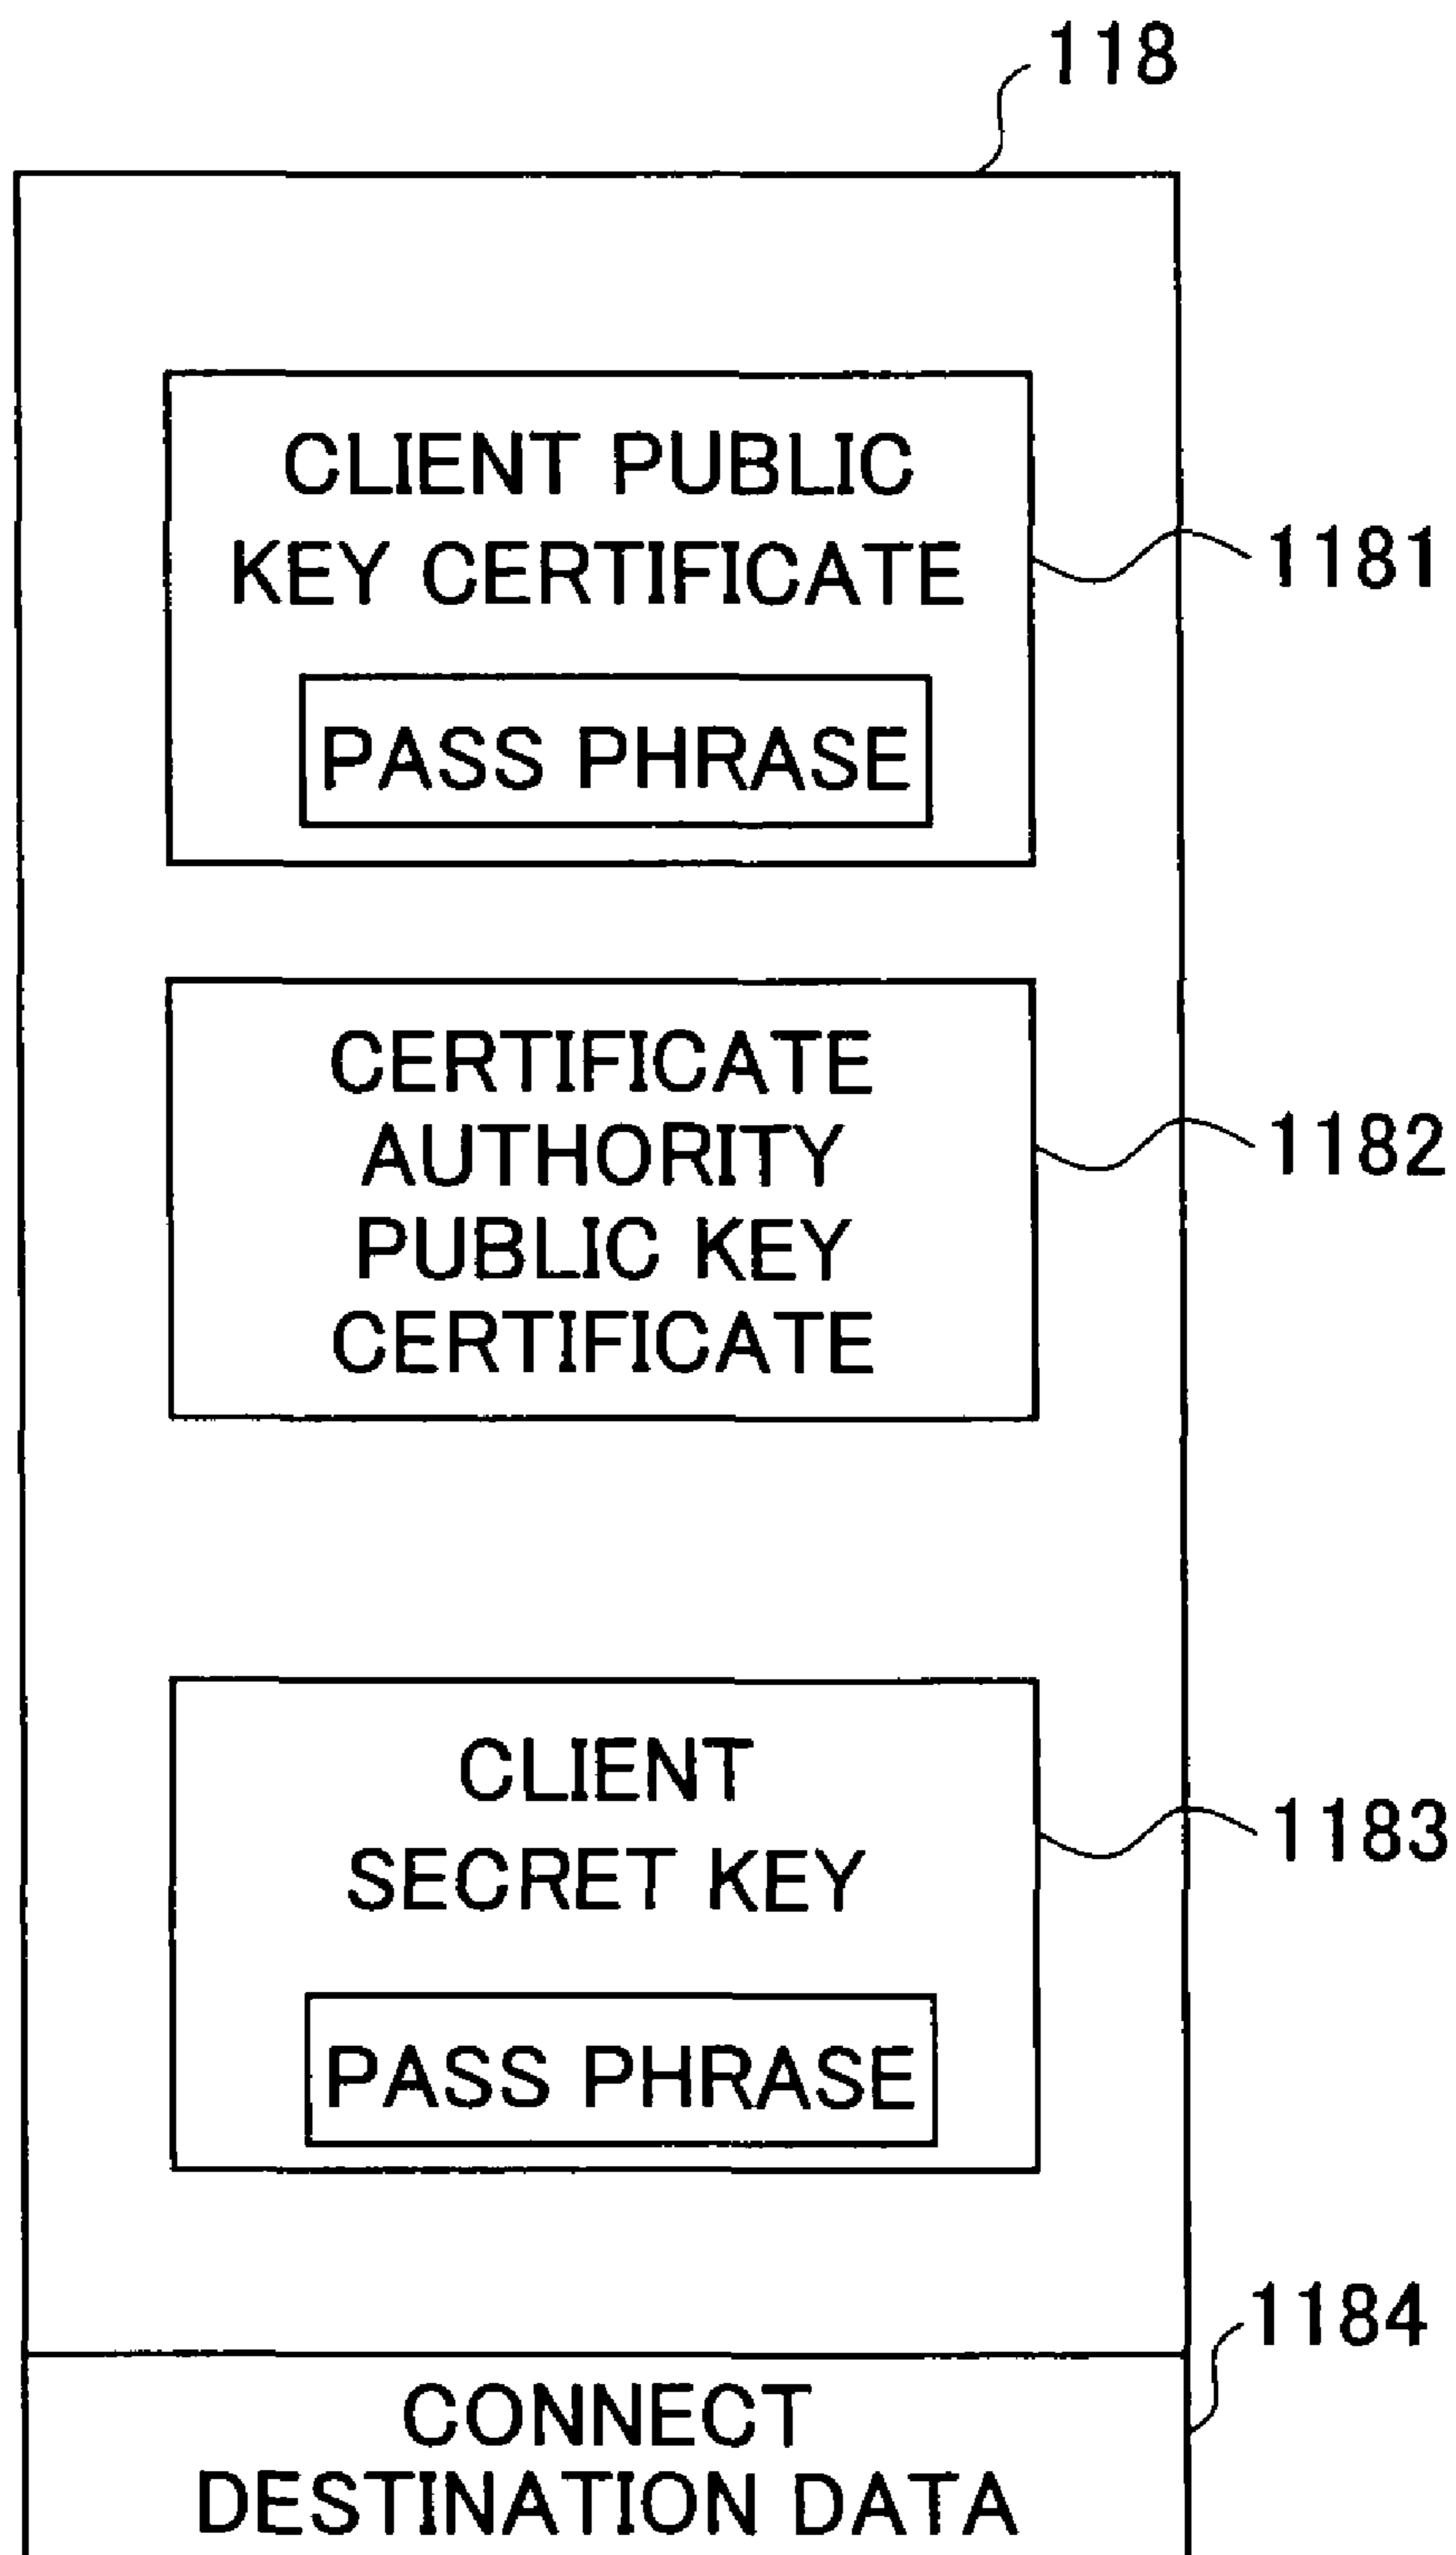 118
CLIENT PUBLIC
KEY CERTIFICATE
1181
PASS PHRASE
CERTIFICATE
AUTHORITY
1182
PUBLIC KEY
CERTIFICATE
CLIENT
1183
SECRET KEY
PASS PHRASE
1184
CONNECT
DESTINATION DATA